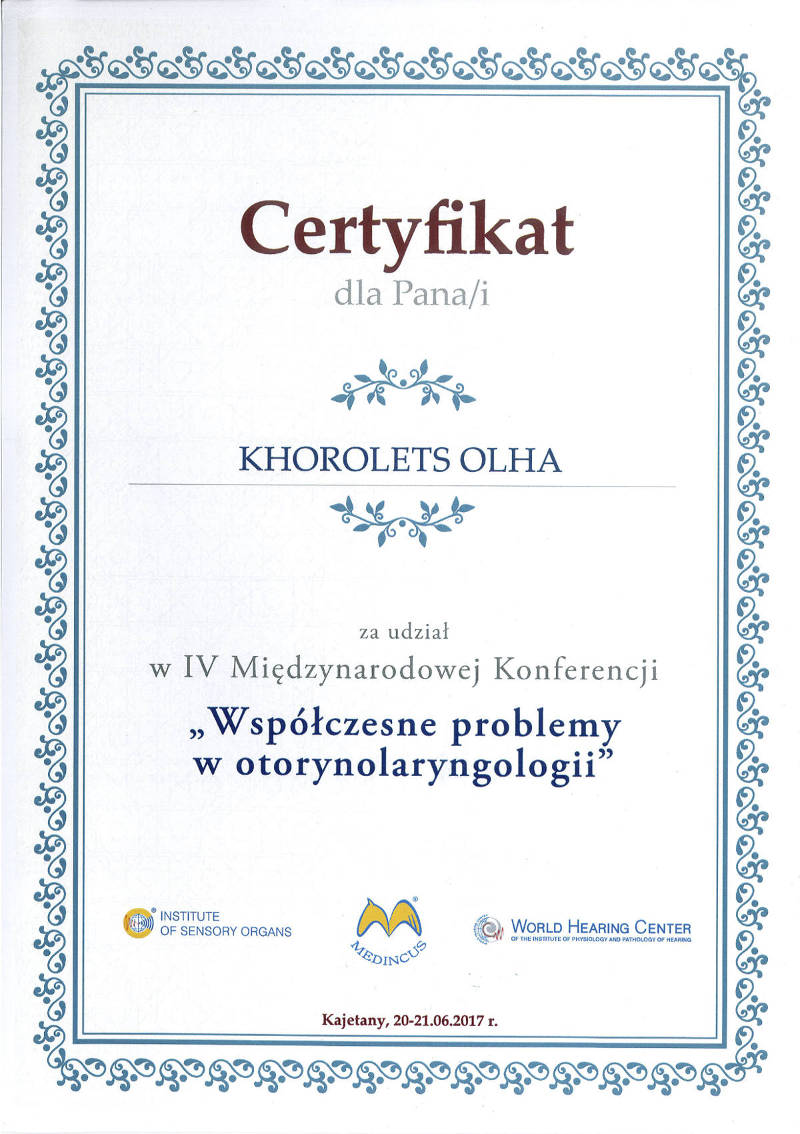 Certyfikat
dla Pana/i
KHOROLETS OLHA
za udział
w IV Międzynarodowej Konferencji
„Współczesne problemy
w otorynolaryngologii”
INSTITUTE
OF SENSORY ORGANS
MEDINCUS
WORLD HEARING CENTER
OF THE INSTITUTE OF PHYSIOLOGY AND PATHOLOGY OF HEARING
Kajetany, 20-21.06.2017 r.